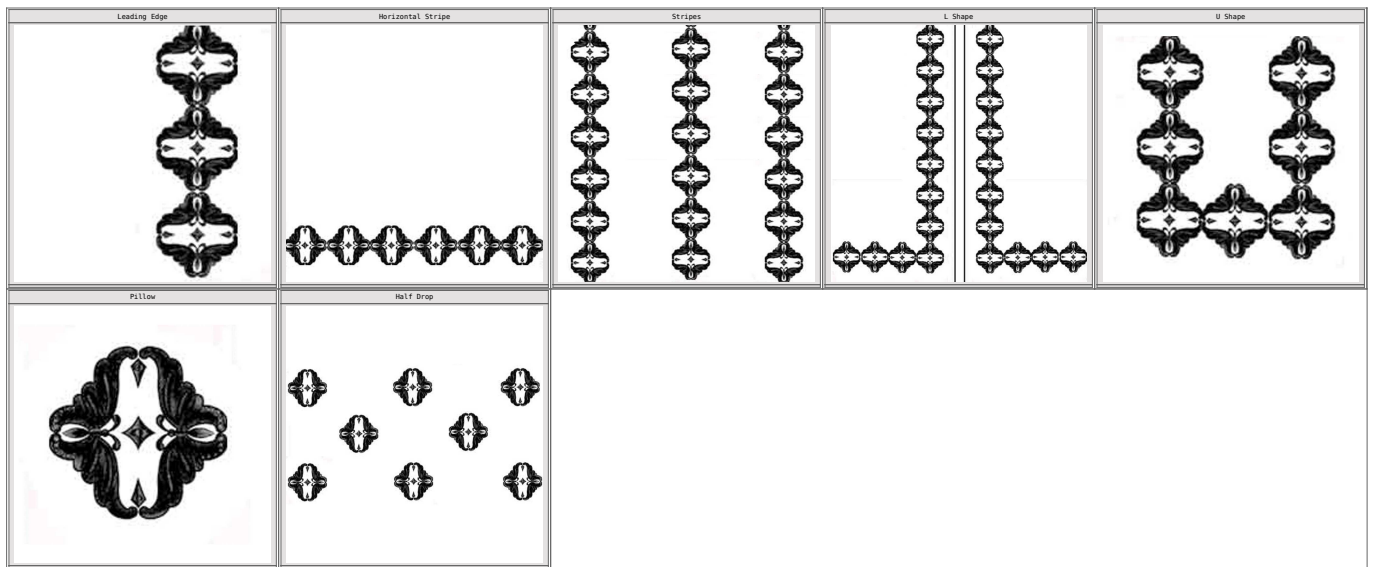 Leading Edge
Horizontal Stripe
Stripes
L Shape
U Shape
Pillow
Half Drop